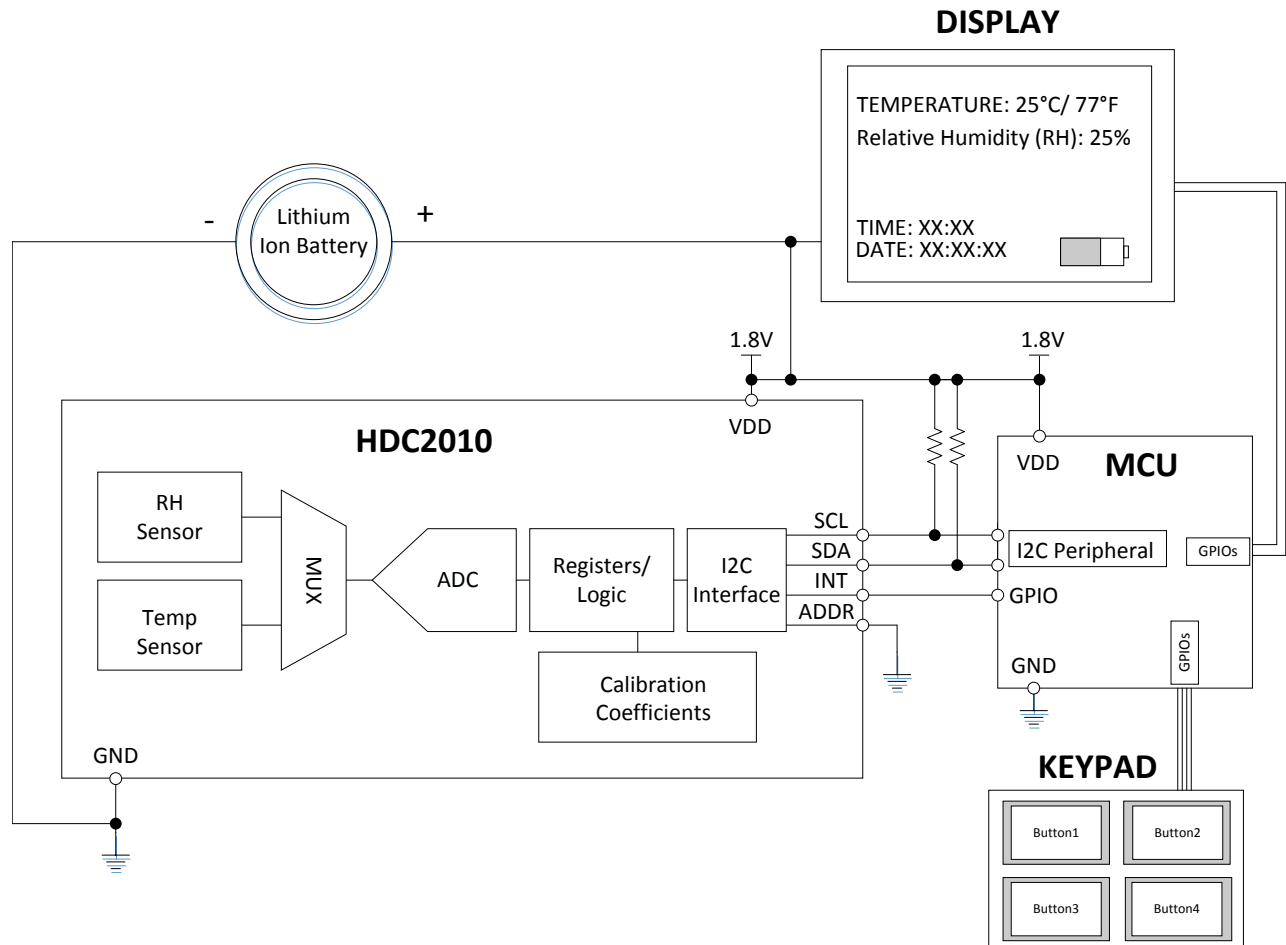 DISPLAY
TEMPERATURE: 25°C/ 77°F
Relative Humidity (RH): 25%
TIME: XX:XX
DATE: XX:XX:XX
-
+
Lithium
Ion Battery
1.8V
1.8V
VDD
HDC2010
VDD
MCU
RH
Sensor
Temp
Sensor
MUX
ADC
Registers/
Logic
I2C
Interface
Calibration
Coefficients
SCL
SDA
INT
ADDR
I2C Peripheral
GPIOs
GPIO
GPIOs
GND
GND
KEYPAD
Button1
Button2
Button3
Button4